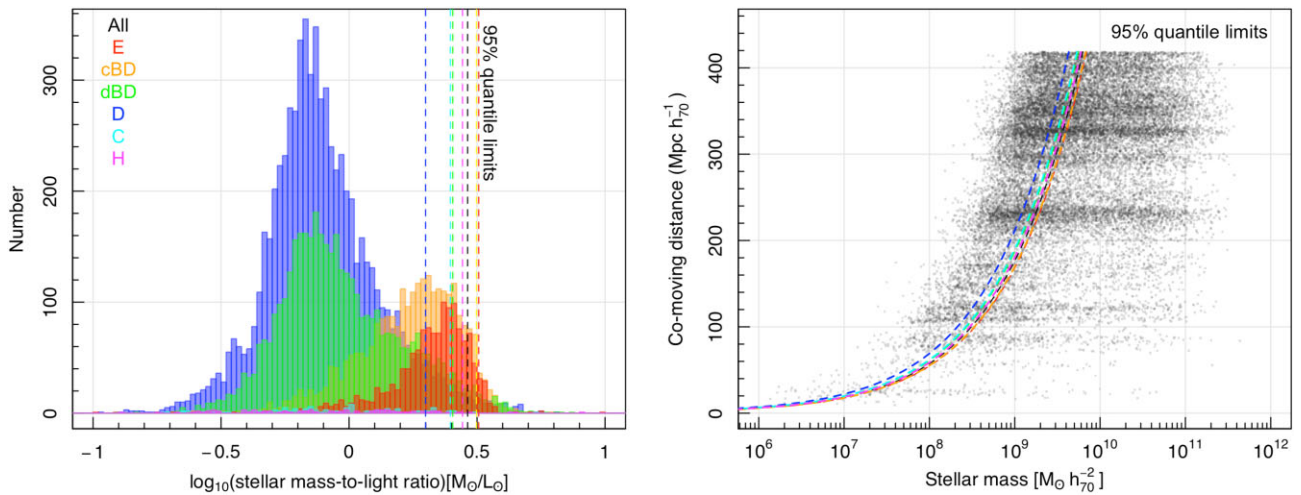 All
E
cBD
dBD
D
C
H
95% quantile limits
Number
0
100
200
300
−1
−0.5
0
0.5
1
log₁₀(stellar mass-to-light ratio)[M⊙/L⊙]
95% quantile limits
Co-moving distance (Mpc h₇₀⁻¹)
0
100
200
300
400
10⁶
10⁷
10⁸
10⁹
10¹⁰
10¹¹
10¹²
Stellar mass [M⊙ h₇₀⁻²]